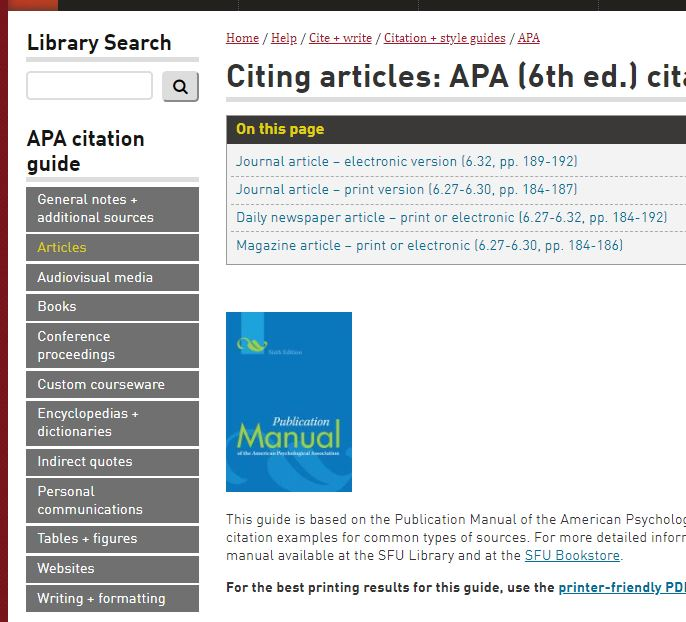 Library Search
APA citation
guide
General notes +
additional sources
Articles
Audiovisual media
Books
Conference
proceedings
Custom courseware
Encyclopedias +
dictionaries
Indirect quotes
Personal
communications
Tables + figures
Websites
Writing + formatting
Home / Help / Cite + write / Citation + style guides / APA
Citing articles: APA (6th ed.) cita
On this page
Journal article – electronic version (6.32, pp. 189-192)
Journal article – print version (6.27-6.30, pp. 184-187)
Daily newspaper article – print or electronic (6.27-6.32, pp. 184-192)
Magazine article – print or electronic (6.27-6.30, pp. 184-186)
Sixth Edition
Publication
Manual
of the American Psychological Association
This guide is based on the Publication Manual of the American Psycholog
citation examples for common types of sources. For more detailed inforr
manual available at the SFU Library and at the SFU Bookstore.
For the best printing results for this guide, use the printer-friendly PDF